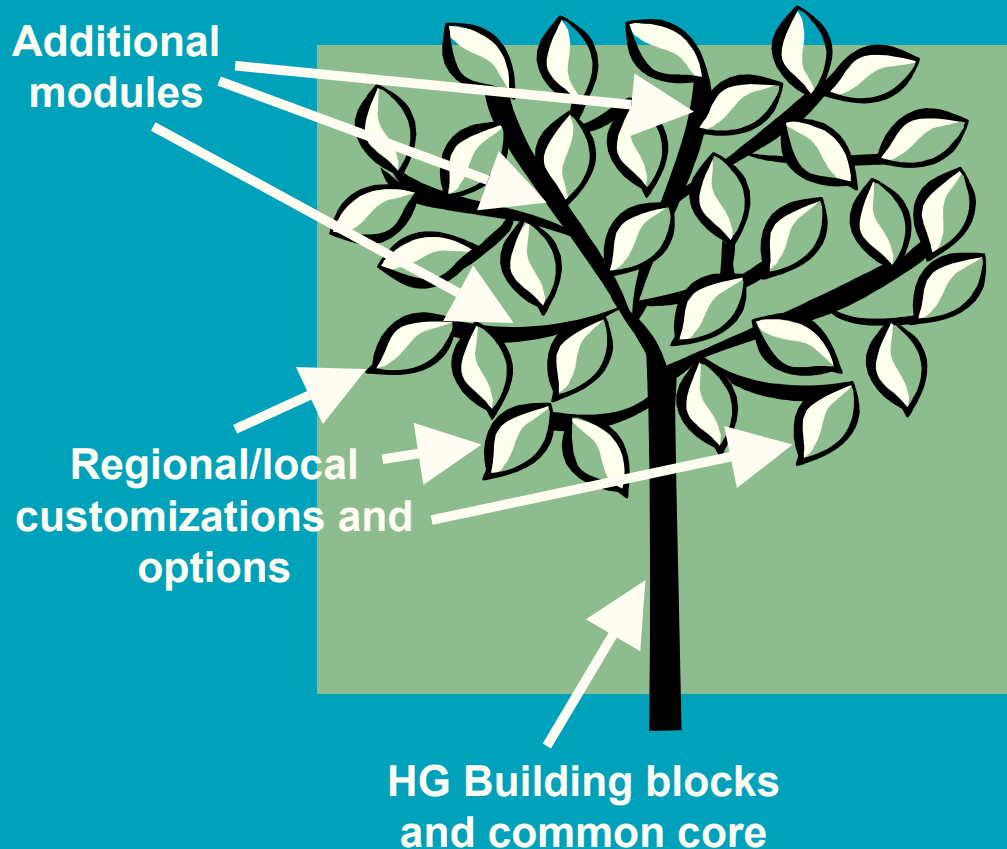 Additional
modules
Regional/local
customizations and
options
HG Building blocks
and common core